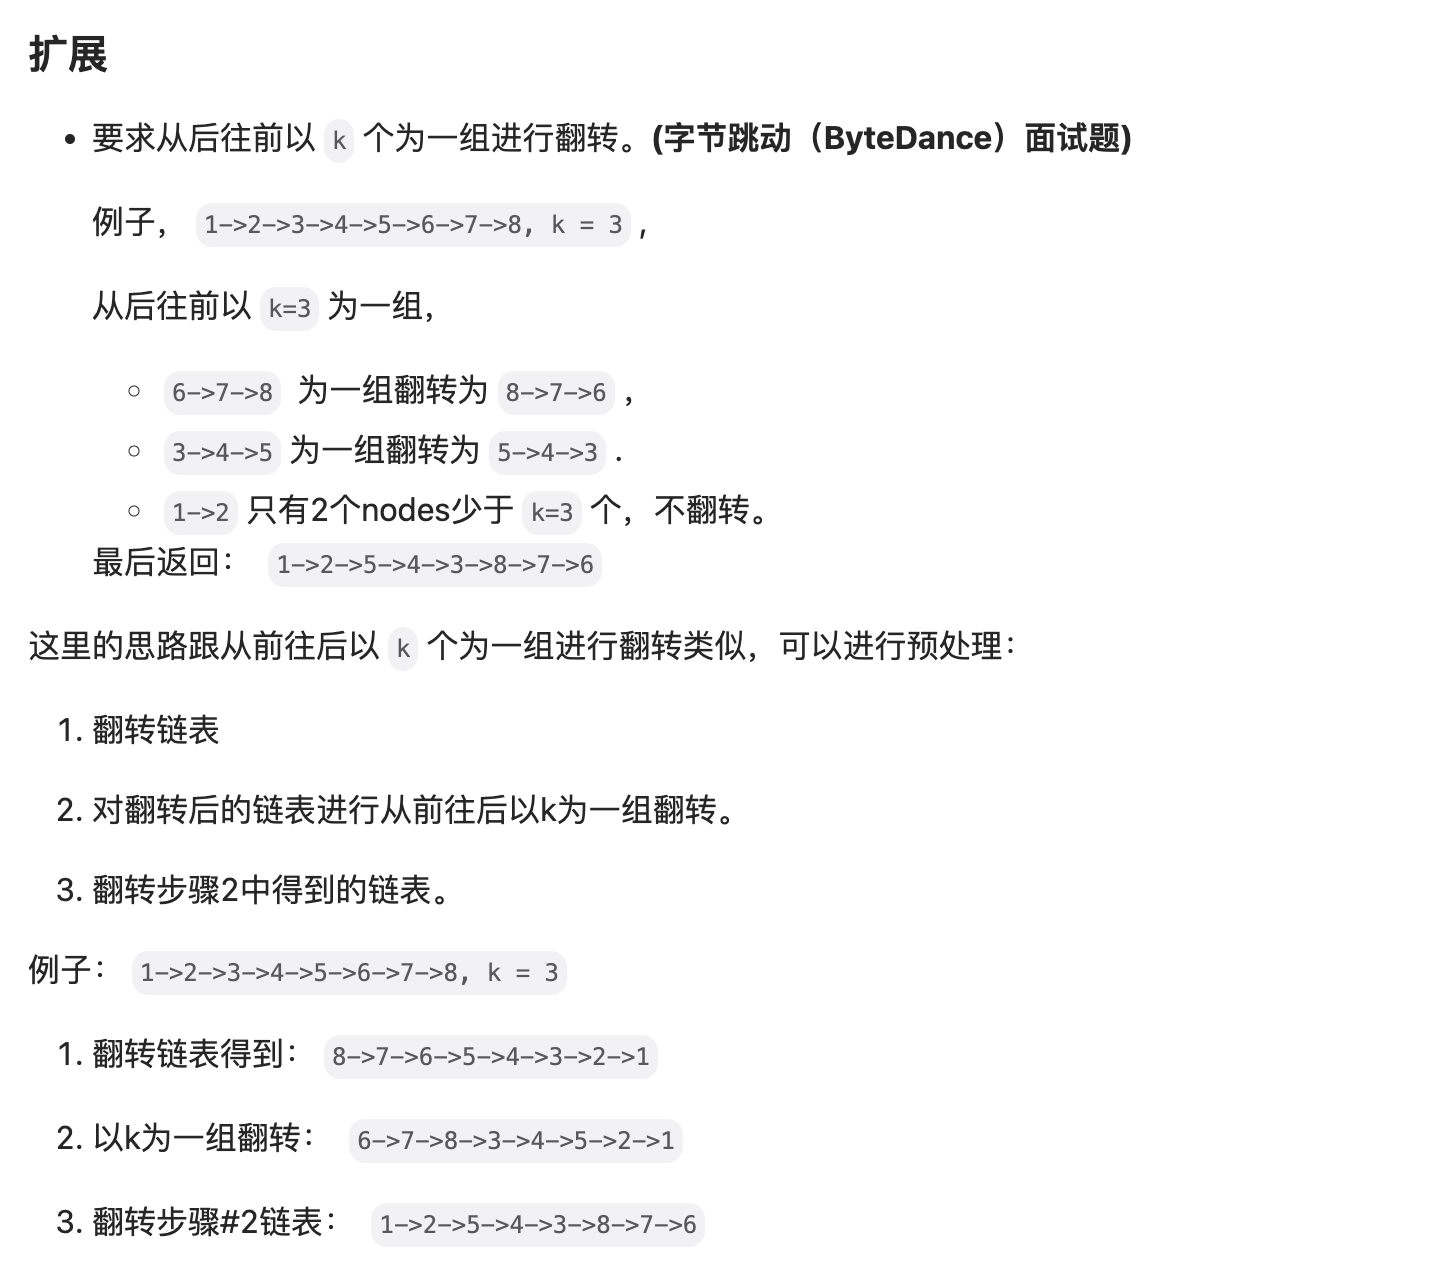 扩展
• 要求从后往前以 k 个为一组进行翻转。(字节跳动（ByteDance）面试题)
例子， 1->2->3->4->5->6->7->8, k = 3 ,
从后往前以 k=3 为一组，
○ 6->7->8 为一组翻转为 8->7->6 ，
○ 3->4->5 为一组翻转为 5->4->3 .
○ 1->2 只有2个nodes少于 k=3 个，不翻转。
最后返回： 1->2->5->4->3->8->7->6
这里的思路跟从前往后以 k 个为一组进行翻转类似，可以进行预处理：
1. 翻转链表
2. 对翻转后的链表进行从前往后以k为一组翻转。
3. 翻转步骤2中得到的链表。
例子： 1->2->3->4->5->6->7->8, k = 3
1. 翻转链表得到： 8->7->6->5->4->3->2->1
2. 以k为一组翻转： 6->7->8->3->4->5->2->1
3. 翻转步骤#2链表： 1->2->5->4->3->8->7->6